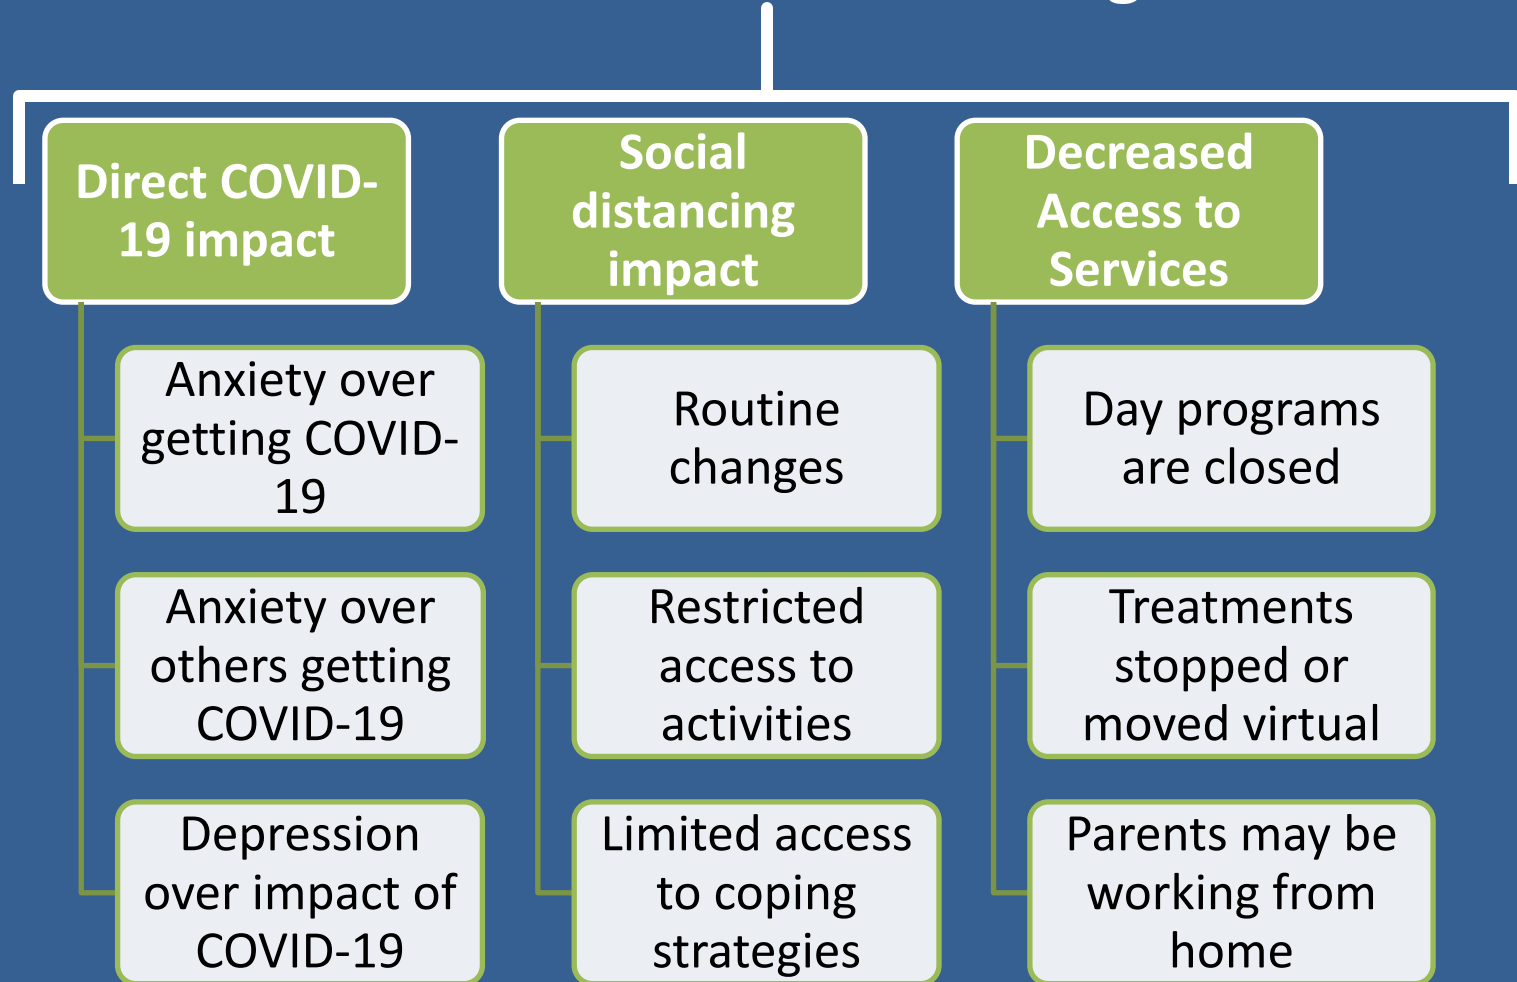 Direct COVID-
19 impact
Anxiety over
getting COVID-
19
Anxiety over
others getting
COVID-19
Depression
over impact of
COVID-19
Social
distancing
impact
Routine
changes
Restricted
access to
activities
Limited access
to coping
strategies
Decreased
Access to
Services
Day programs
are closed
Treatments
stopped or
moved virtual
Parents may be
working from
home